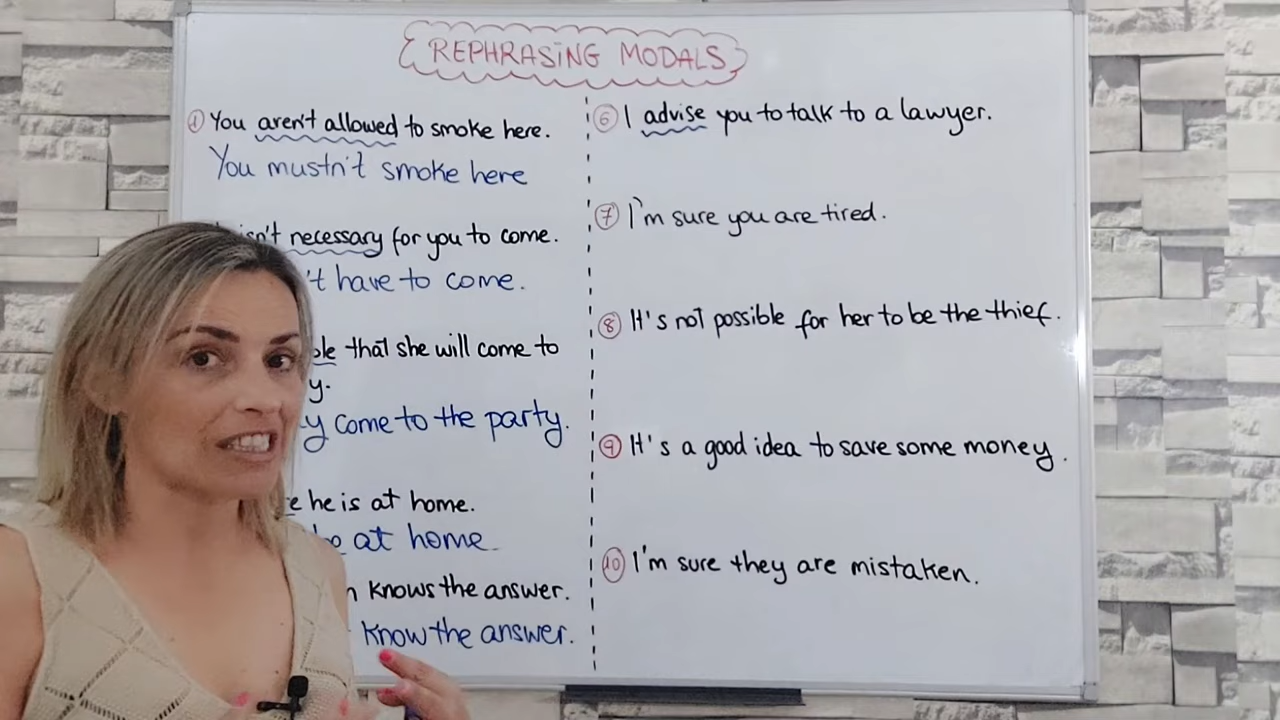 REPHRASING MODALS
① You aren't allowed to smoke here.
You mustn't smoke here
isn't necessary for you to come.
't have to come.
ble that she will come to
y.
y come to the party.
e he is at home.
be at home
n knows the answer.
know the answer.
⑥ I advise you to talk to a lawyer.
⑦ I'm sure you are tired.
⑧ It's not possible for her to be the thief.
⑨ It's a good idea to save some money.
⑩ I'm sure they are mistaken.